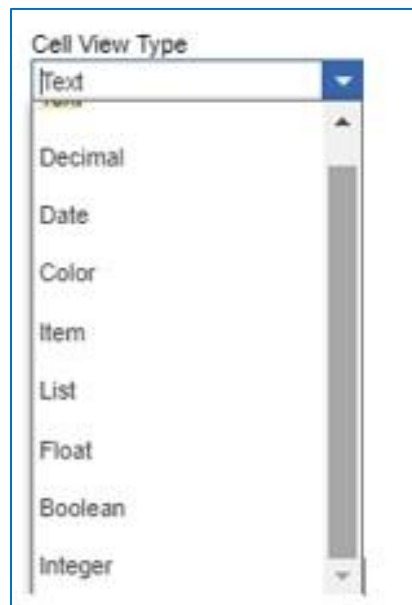 Cell View Type
Text
Decimal
Date
Color
Item
List
Float
Boolean
Integer